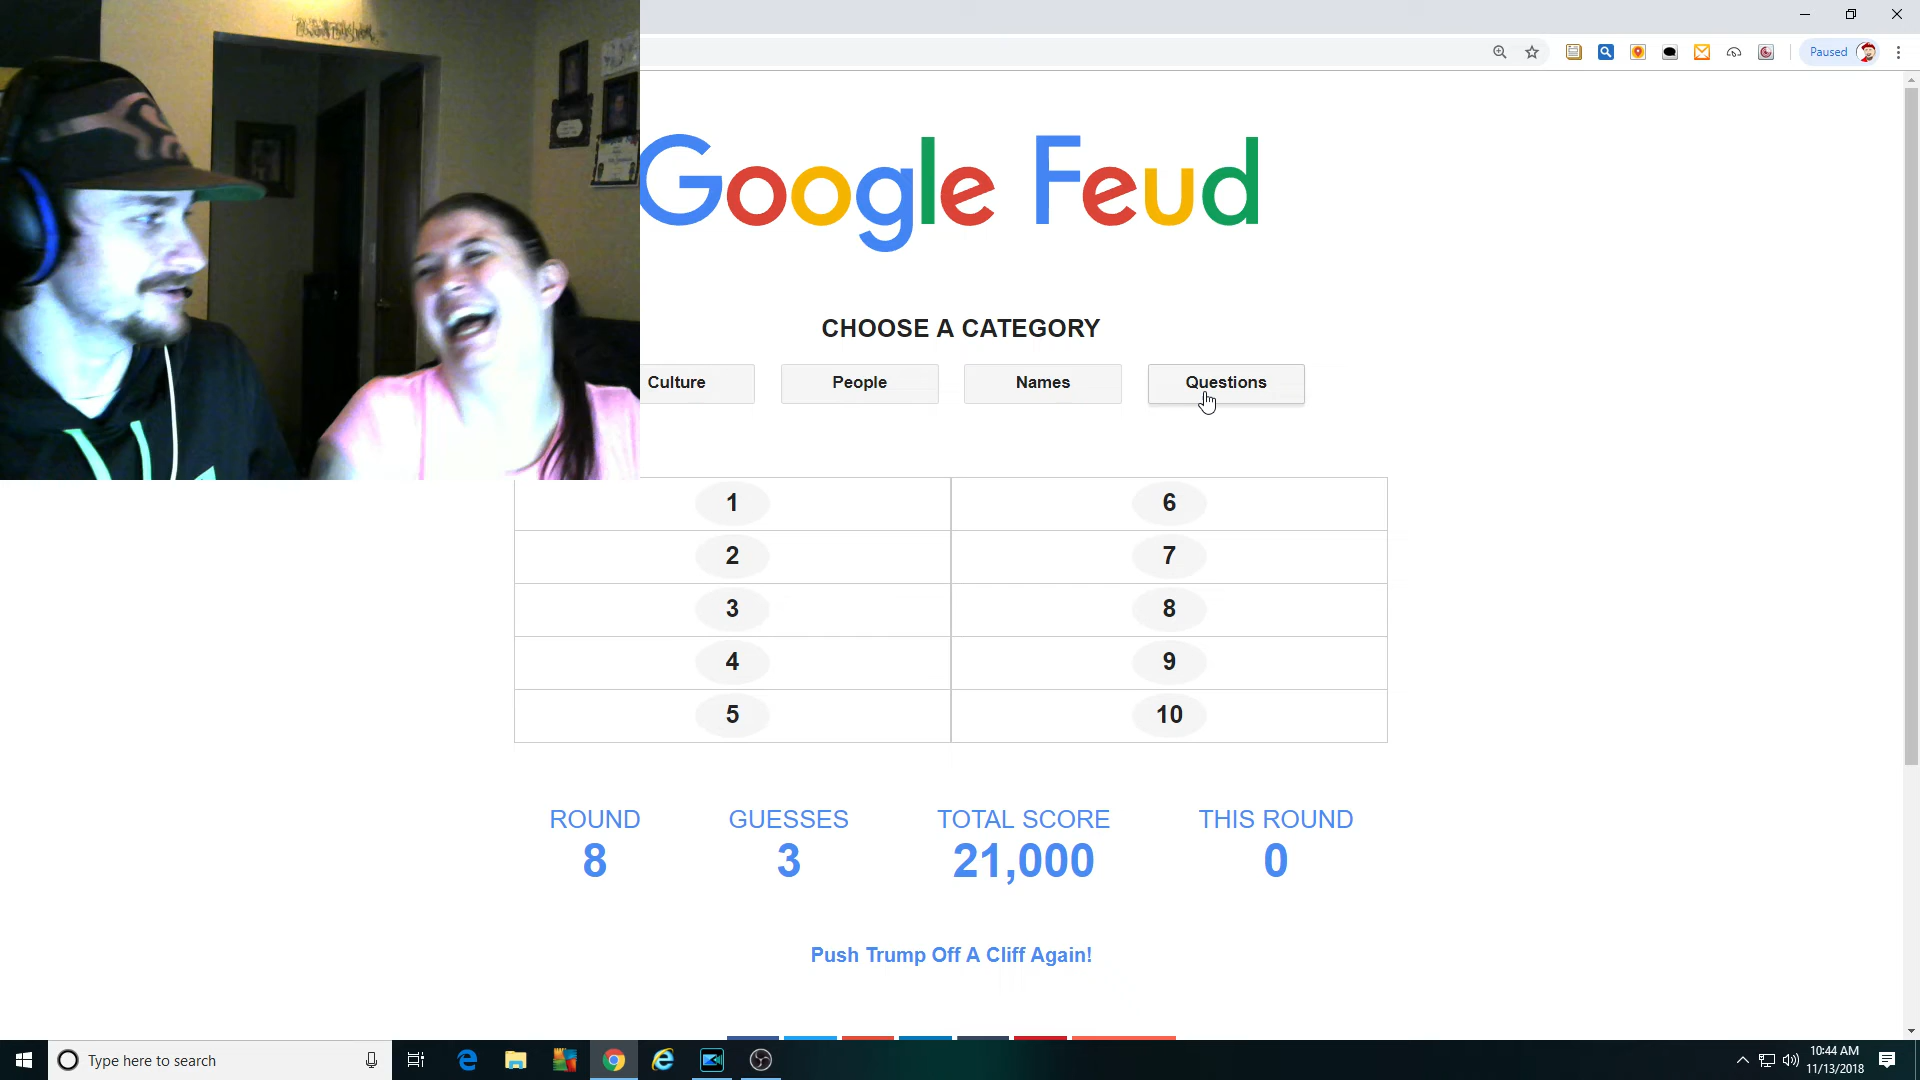 Paused
Google Feud
CHOOSE A CATEGORY
Culture
People
Names
Questions
1
6
2
7
3
8
4
9
5
10
ROUND
GUESSES
TOTAL SCORE
THIS ROUND
8
3
21,000
0
Push Trump Off A Cliff Again!
Type here to search
10:44 AM
11/13/2018